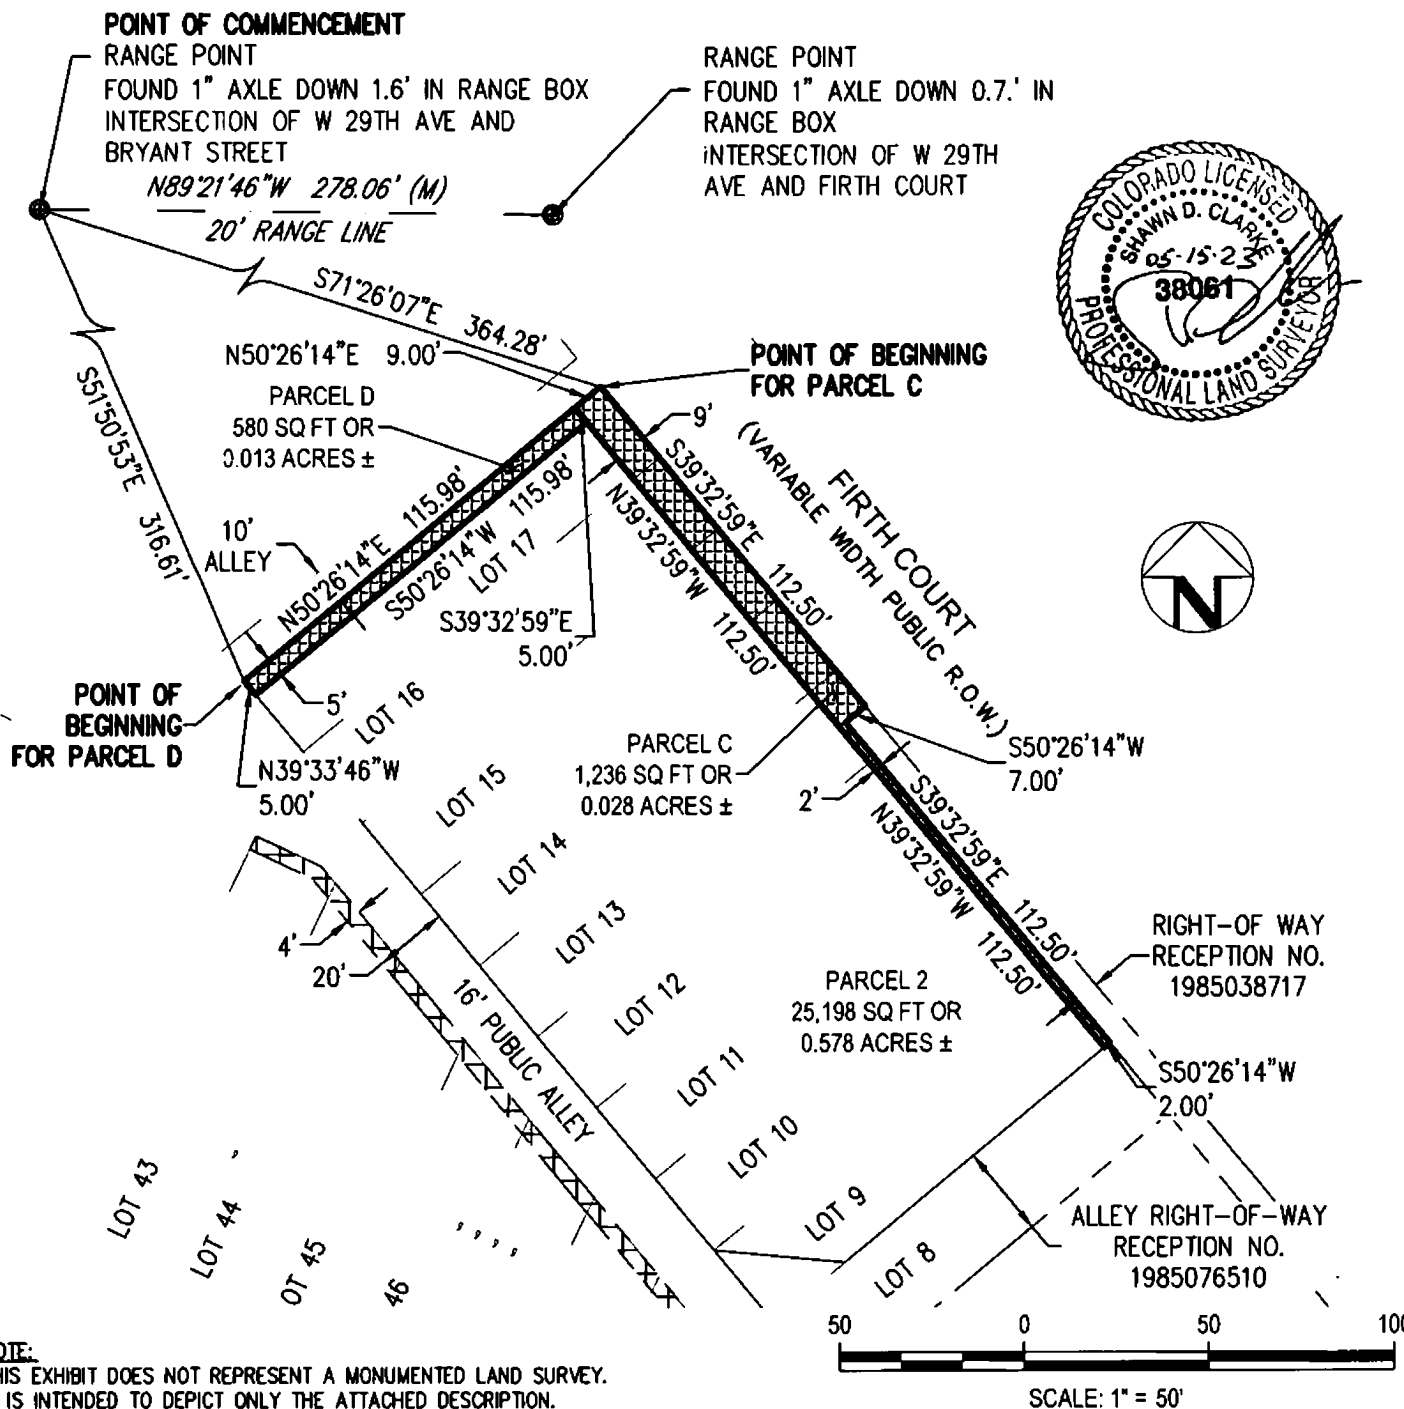 POINT OF COMMENCEMENT
RANGE POINT
FOUND 1" AXLE DOWN 1.6' IN RANGE BOX
INTERSECTION OF W 29TH AVE AND
BRYANT STREET
RANGE POINT
FOUND 1" AXLE DOWN 0.7.' IN
RANGE BOX
INTERSECTION OF W 29TH
AVE AND FIRTH COURT
N89°21'46"W 278.06' (M)
20' RANGE LINE
COLORADO LICENSED
SHAWN D. CLARKE
05-15-23
38061
PROFESSIONAL LAND SURVEYOR
S71°26'07"E 364.28'
N50°26'14"E 9.00'
POINT OF BEGINNING
FOR PARCEL C
PARCEL D
580 SQ FT OR
0.013 ACRES ±
S51°50'53"E 316.61'
10'
ALLEY
N50°26'14"E 115.98'
S50°26'14"W 115.98'
LOT 17
9'
S39°32'59"E 112.50'
N39°32'59"W 112.50'
FIRTH COURT
(VARIABLE WIDTH PUBLIC R.O.W.)
N
S39°32'59"E
5.00'
POINT OF
BEGINNING
FOR PARCEL D
5'
LOT 16
N39°33'46"W
5.00'
PARCEL C
1,236 SQ FT OR
0.028 ACRES ±
S50°26'14"W
7.00'
2'
S39°32'59"E 112.50'
N39°32'59"W 112.50'
LOT 15
LOT 14
LOT 13
LOT 12
LOT 11
LOT 10
LOT 9
LOT 8
4'
20'
16' PUBLIC ALLEY
PARCEL 2
25,198 SQ FT OR
0.578 ACRES ±
RIGHT-OF WAY
RECEPTION NO.
1985038717
S50°26'14"W
2.00'
ALLEY RIGHT-OF-WAY
RECEPTION NO.
1985076510
LOT 43
LOT 44
OT 45
46
OTE:
HIS EXHIBIT DOES NOT REPRESENT A MONUMENTED LAND SURVEY.
IS INTENDED TO DEPICT ONLY THE ATTACHED DESCRIPTION.
50 0 50 100
SCALE: 1" = 50'